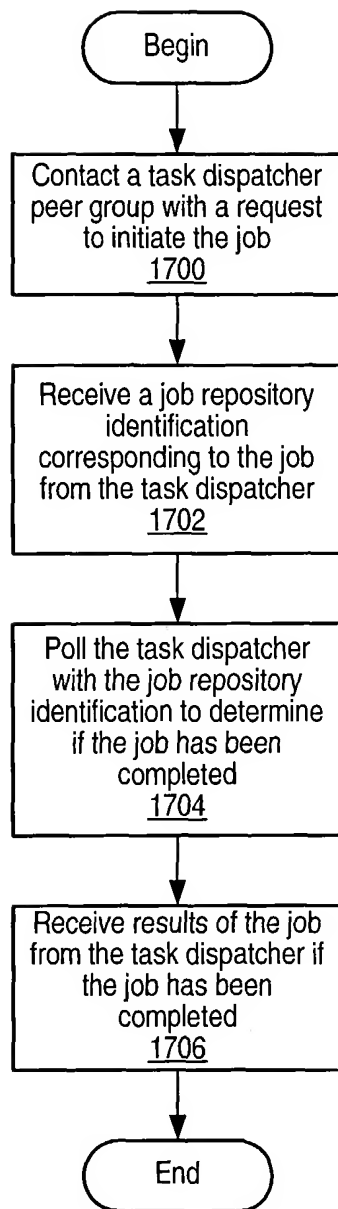 Begin
Contact a task dispatcher
peer group with a request
to initiate the job
1700
Receive a job repository
identification
corresponding to the job
from the task dispatcher
1702
Poll the task dispatcher
with the job repository
identification to determine
if the job has been
completed
1704
Receive results of the job
from the task dispatcher if
the job has been
completed
1706
End